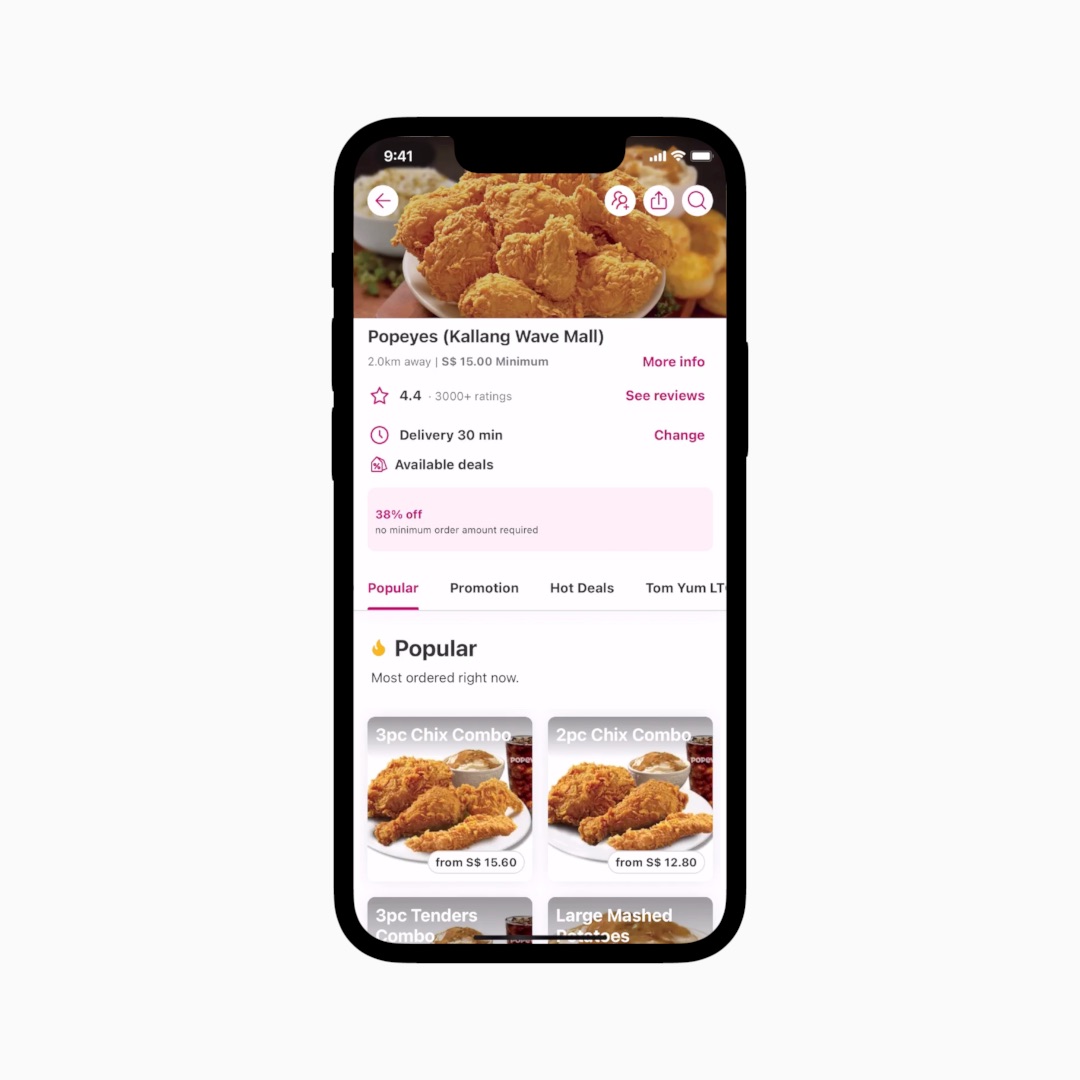 9:41
Popeyes (Kallang Wave Mall)
2.0km away | S$ 15.00 Minimum
More info
4.4 · 3000+ ratings
See reviews
Delivery 30 min
Change
Available deals
38% off
no minimum order amount required
Popular
Promotion
Hot Deals
Tom Yum LT
Popular
Most ordered right now.
3pc Chix Combo
from S$ 15.60
2pc Chix Combo
from S$ 12.80
3pc Tenders
Combo
Large Mashed
Potatoes